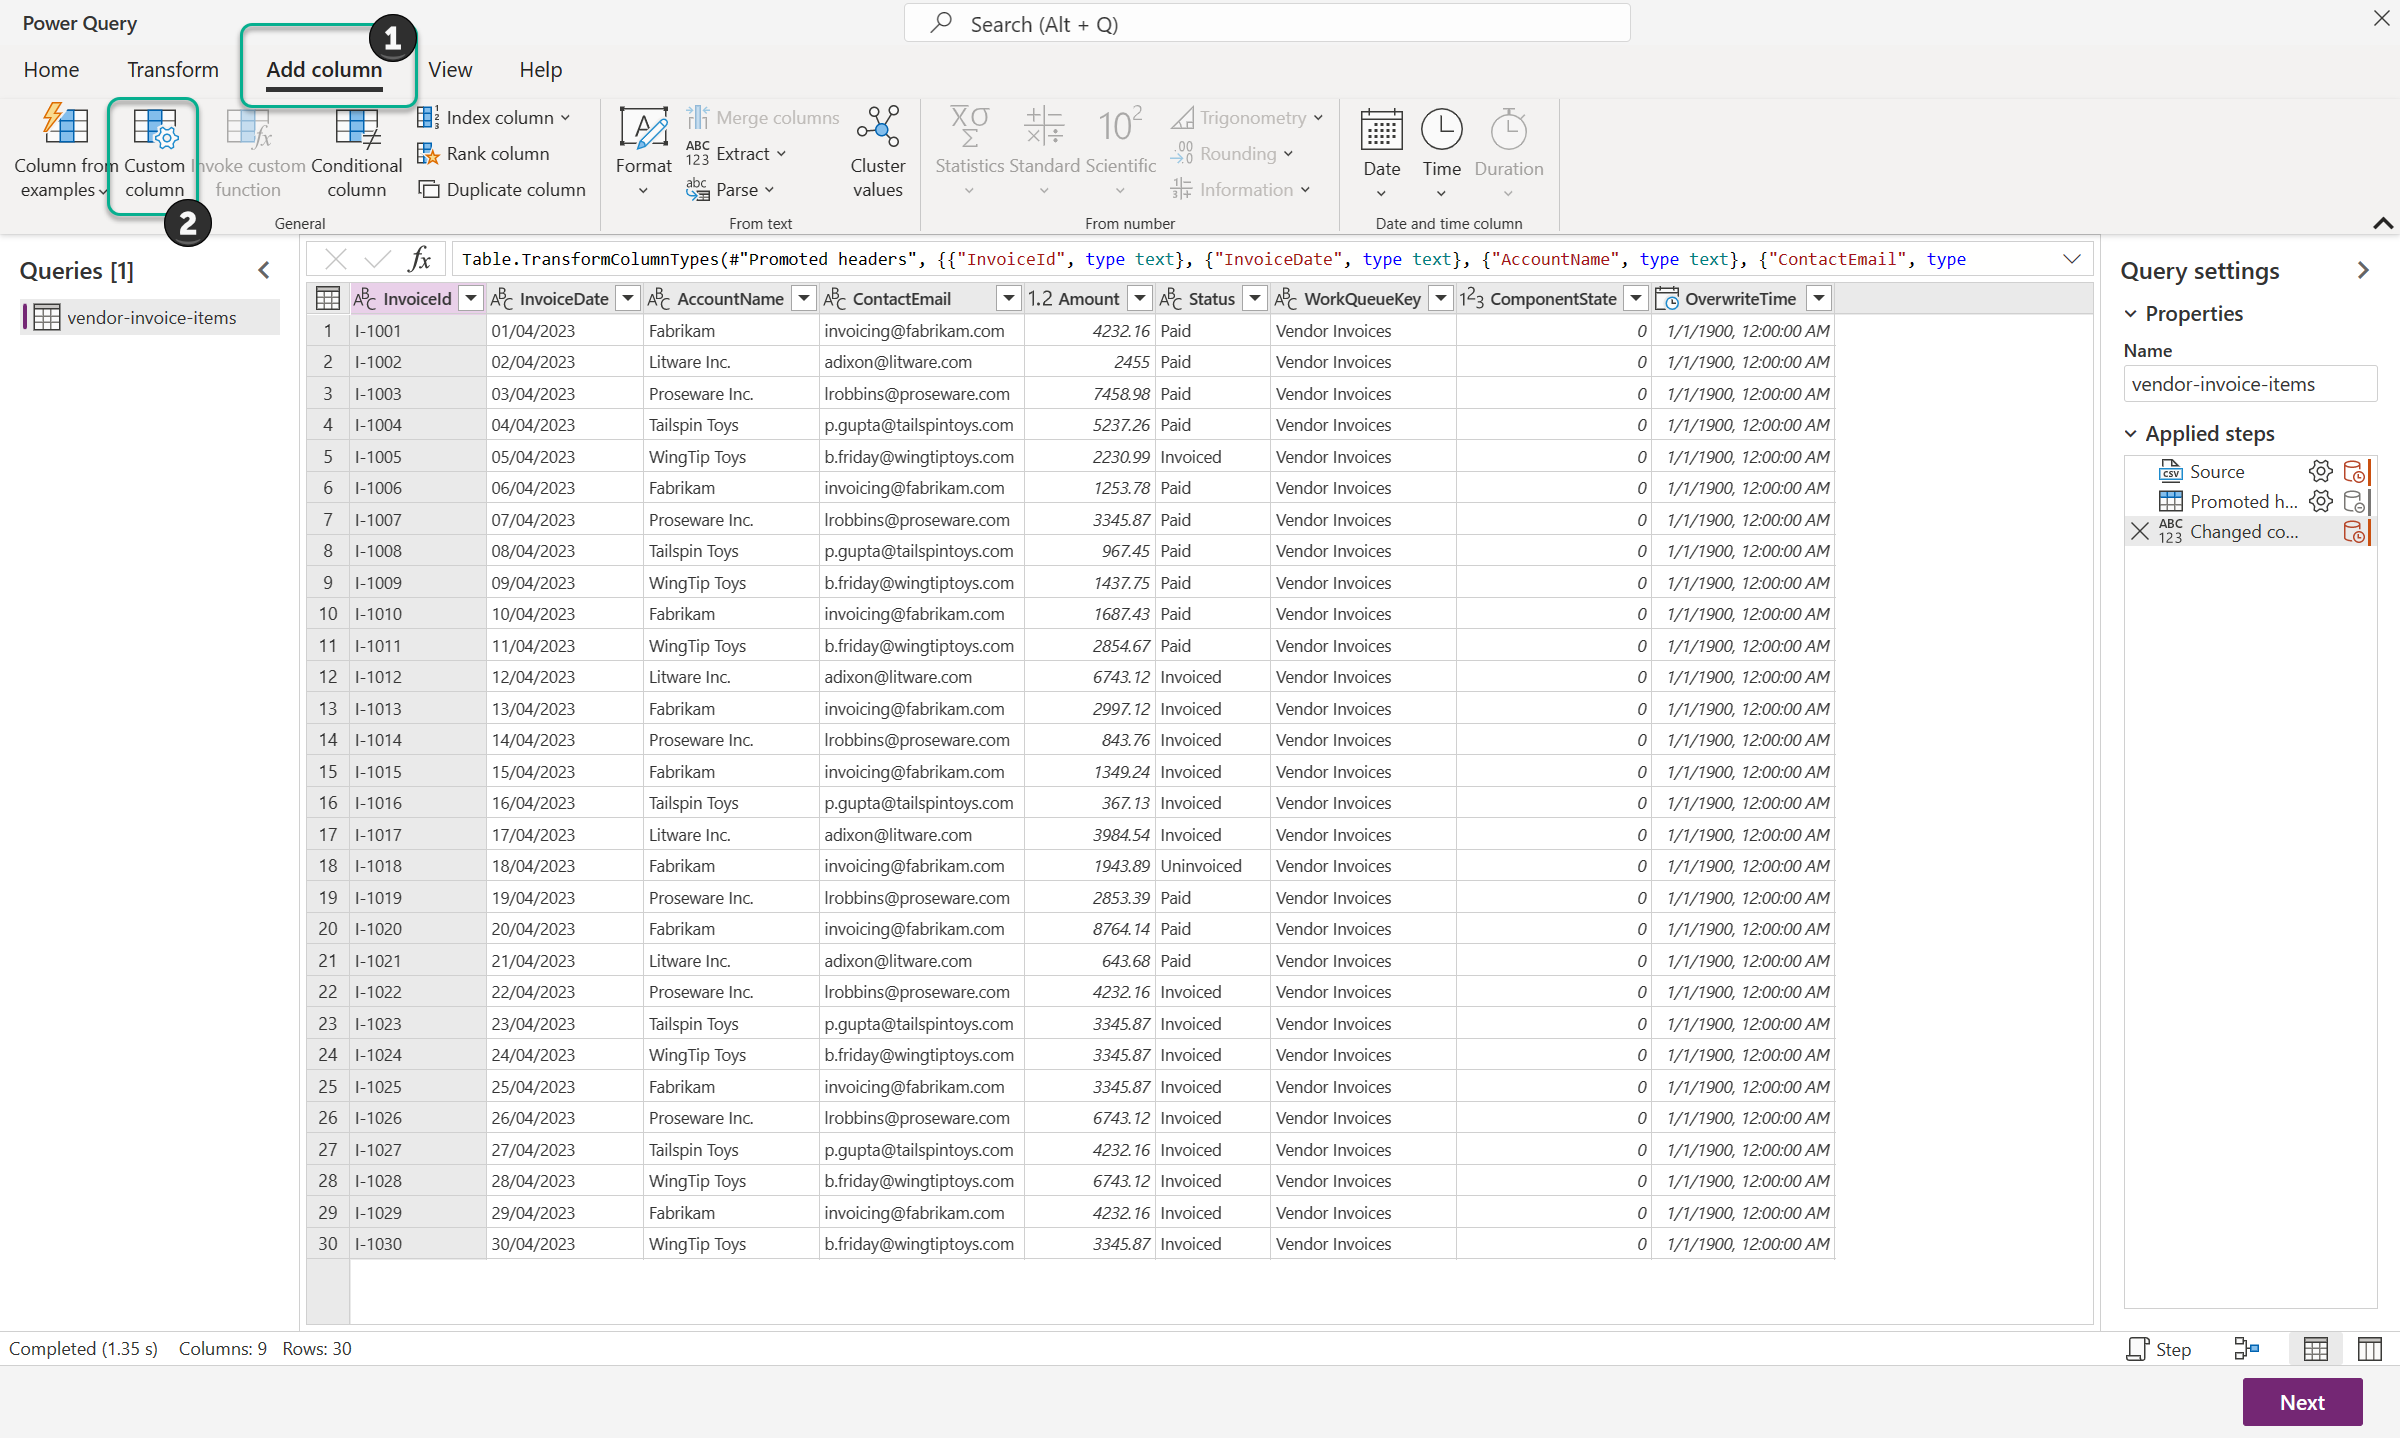 Power Query
Search (Alt + Q)
1
Home Transform Add column View Help
Column from examples
Custom column
nvoke custom function
Conditional column
Index column
Rank column
Duplicate column
General
2
Format
Merge columns
ABC 123 Extract
abc Parse
Cluster values
From text
Statistics
Standard
Scientific
Trigonometry
Rounding
Information
From number
Date
Time
Duration
Date and time column
Queries [1]
vendor-invoice-items
fx Table.TransformColumnTypes(#"Promoted headers", {{"InvoiceId", type text}, {"InvoiceDate", type text}, {"AccountName", type text}, {"ContactEmail", type
InvoiceId InvoiceDate AccountName ContactEmail 1.2 Amount Status WorkQueueKey 123 ComponentState OverwriteTime
1 I-1001 01/04/2023 Fabrikam invoicing@fabrikam.com 4232.16 Paid Vendor Invoices 0 1/1/1900, 12:00:00 AM
2 I-1002 02/04/2023 Litware Inc. adixon@litware.com 2455 Paid Vendor Invoices 0 1/1/1900, 12:00:00 AM
3 I-1003 03/04/2023 Proseware Inc. lrobbins@proseware.com 7458.98 Paid Vendor Invoices 0 1/1/1900, 12:00:00 AM
4 I-1004 04/04/2023 Tailspin Toys p.gupta@tailspintoys.com 5237.26 Paid Vendor Invoices 0 1/1/1900, 12:00:00 AM
5 I-1005 05/04/2023 WingTip Toys b.friday@wingtiptoys.com 2230.99 Invoiced Vendor Invoices 0 1/1/1900, 12:00:00 AM
6 I-1006 06/04/2023 Fabrikam invoicing@fabrikam.com 1253.78 Paid Vendor Invoices 0 1/1/1900, 12:00:00 AM
7 I-1007 07/04/2023 Proseware Inc. lrobbins@proseware.com 3345.87 Paid Vendor Invoices 0 1/1/1900, 12:00:00 AM
8 I-1008 08/04/2023 Tailspin Toys p.gupta@tailspintoys.com 967.45 Paid Vendor Invoices 0 1/1/1900, 12:00:00 AM
9 I-1009 09/04/2023 WingTip Toys b.friday@wingtiptoys.com 1437.75 Paid Vendor Invoices 0 1/1/1900, 12:00:00 AM
10 I-1010 10/04/2023 Fabrikam invoicing@fabrikam.com 1687.43 Paid Vendor Invoices 0 1/1/1900, 12:00:00 AM
11 I-1011 11/04/2023 WingTip Toys b.friday@wingtiptoys.com 2854.67 Paid Vendor Invoices 0 1/1/1900, 12:00:00 AM
12 I-1012 12/04/2023 Litware Inc. adixon@litware.com 6743.12 Invoiced Vendor Invoices 0 1/1/1900, 12:00:00 AM
13 I-1013 13/04/2023 Fabrikam invoicing@fabrikam.com 2997.12 Invoiced Vendor Invoices 0 1/1/1900, 12:00:00 AM
14 I-1014 14/04/2023 Proseware Inc. lrobbins@proseware.com 843.76 Invoiced Vendor Invoices 0 1/1/1900, 12:00:00 AM
15 I-1015 15/04/2023 Fabrikam invoicing@fabrikam.com 1349.24 Invoiced Vendor Invoices 0 1/1/1900, 12:00:00 AM
16 I-1016 16/04/2023 Tailspin Toys p.gupta@tailspintoys.com 367.13 Invoiced Vendor Invoices 0 1/1/1900, 12:00:00 AM
17 I-1017 17/04/2023 Litware Inc. adixon@litware.com 3984.54 Invoiced Vendor Invoices 0 1/1/1900, 12:00:00 AM
18 I-1018 18/04/2023 Fabrikam invoicing@fabrikam.com 1943.89 Uninvoiced Vendor Invoices 0 1/1/1900, 12:00:00 AM
19 I-1019 19/04/2023 Proseware Inc. lrobbins@proseware.com 2853.39 Paid Vendor Invoices 0 1/1/1900, 12:00:00 AM
20 I-1020 20/04/2023 Fabrikam invoicing@fabrikam.com 8764.14 Paid Vendor Invoices 0 1/1/1900, 12:00:00 AM
21 I-1021 21/04/2023 Litware Inc. adixon@litware.com 643.68 Paid Vendor Invoices 0 1/1/1900, 12:00:00 AM
22 I-1022 22/04/2023 Proseware Inc. lrobbins@proseware.com 4232.16 Invoiced Vendor Invoices 0 1/1/1900, 12:00:00 AM
23 I-1023 23/04/2023 Tailspin Toys p.gupta@tailspintoys.com 3345.87 Invoiced Vendor Invoices 0 1/1/1900, 12:00:00 AM
24 I-1024 24/04/2023 WingTip Toys b.friday@wingtiptoys.com 3345.87 Invoiced Vendor Invoices 0 1/1/1900, 12:00:00 AM
25 I-1025 25/04/2023 Fabrikam invoicing@fabrikam.com 3345.87 Invoiced Vendor Invoices 0 1/1/1900, 12:00:00 AM
26 I-1026 26/04/2023 Proseware Inc. lrobbins@proseware.com 6743.12 Invoiced Vendor Invoices 0 1/1/1900, 12:00:00 AM
27 I-1027 27/04/2023 Tailspin Toys p.gupta@tailspintoys.com 4232.16 Invoiced Vendor Invoices 0 1/1/1900, 12:00:00 AM
28 I-1028 28/04/2023 WingTip Toys b.friday@wingtiptoys.com 6743.12 Invoiced Vendor Invoices 0 1/1/1900, 12:00:00 AM
29 I-1029 29/04/2023 Fabrikam invoicing@fabrikam.com 4232.16 Invoiced Vendor Invoices 0 1/1/1900, 12:00:00 AM
30 I-1030 30/04/2023 WingTip Toys b.friday@wingtiptoys.com 3345.87 Invoiced Vendor Invoices 0 1/1/1900, 12:00:00 AM
Query settings
Properties
Name
vendor-invoice-items
Applied steps
Source
Promoted h...
ABC 123 Changed co...
Completed (1.35 s) Columns: 9 Rows: 30
Step
Next